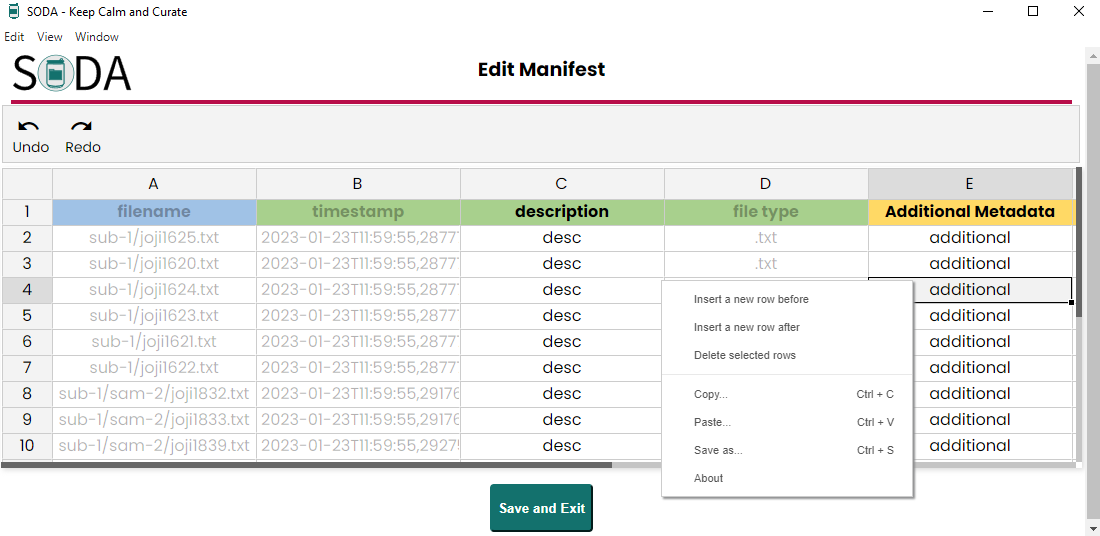 SODA - Keep Calm and Curate
Edit View Window
SODA
Edit Manifest
Undo Redo
A B C D E
1 filename timestamp description file type Additional Metadata
2 sub-1/joji1625.txt 2023-01-23T11:59:55,2877 desc .txt additional
3 sub-1/joji1620.txt 2023-01-23T11:59:55,2877 desc .txt additional
4 sub-1/joji1624.txt 2023-01-23T11:59:55,2877 desc additional
5 sub-1/joji1623.txt 2023-01-23T11:59:55,2877 desc additional
6 sub-1/joji1621.txt 2023-01-23T11:59:55,2877 desc additional
7 sub-1/joji1622.txt 2023-01-23T11:59:55,2877 desc additional
8 sub-1/sam-2/joji1832.txt 2023-01-23T11:59:55,29176 desc additional
9 sub-1/sam-2/joji1833.txt 2023-01-23T11:59:55,29176 desc additional
10 sub-1/sam-2/joji1839.txt 2023-01-23T11:59:55,2927 desc additional
Insert a new row before
Insert a new row after
Delete selected rows
Copy... Ctrl + C
Paste... Ctrl + V
Save as... Ctrl + S
About
Save and Exit